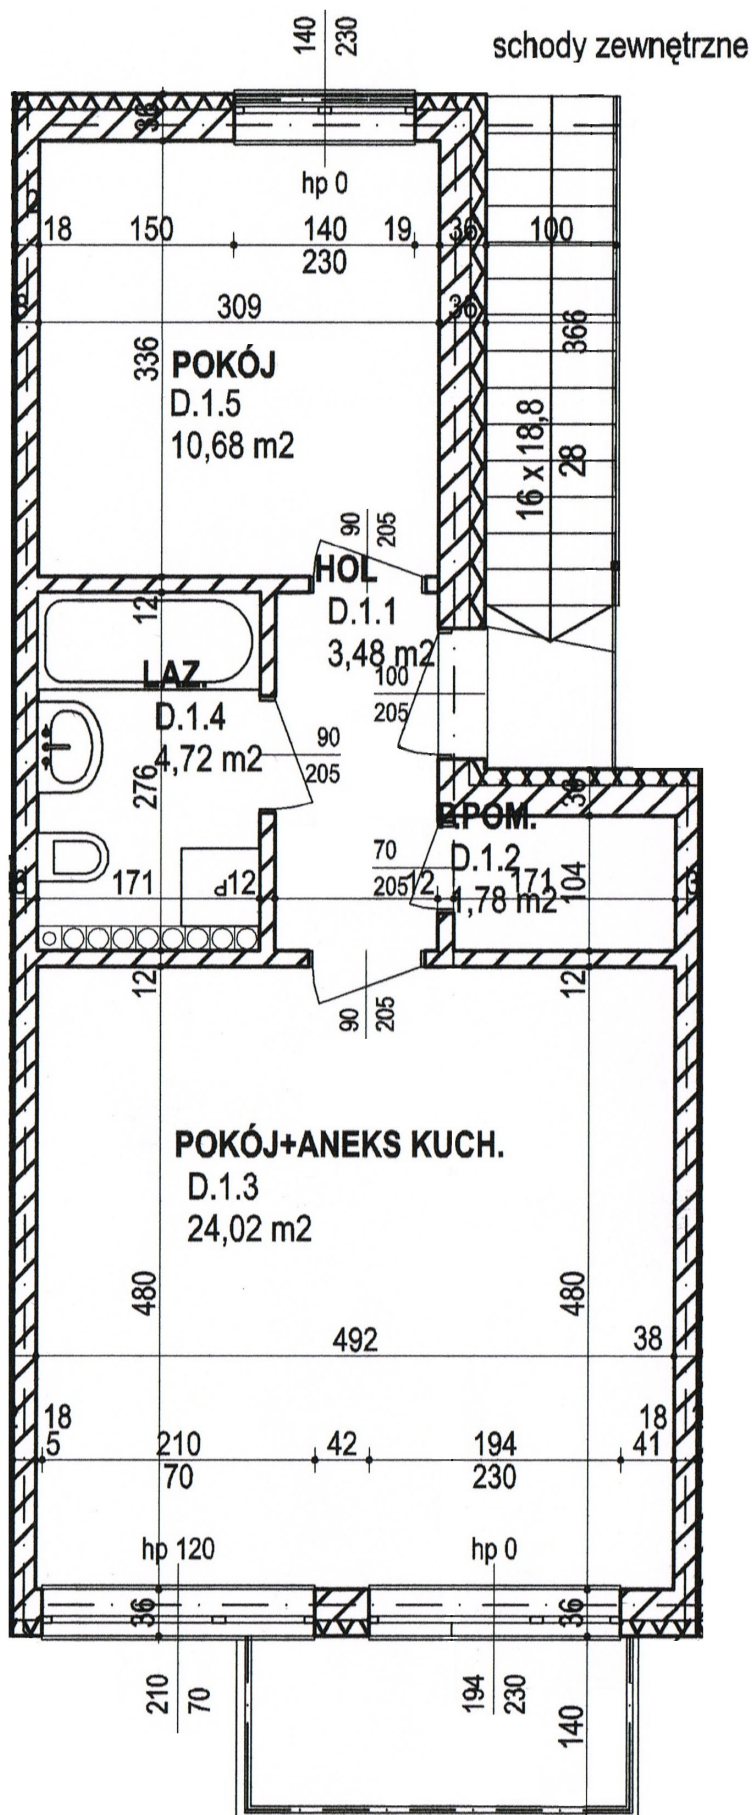 140
230
schody zewnętrzne
36
hp 0
18 150 140 19 36 100
230
309 36
366
336
POKÓJ
D.1.5
10,68 m2
16 x 18,8
28
90
205
HOL
D.1.1
3,48 m2
12
ŁAZ.
D.1.4
4,72 m2
100
205
90
205
276
36
P.POM.
D.1.2
1,78 m2
70
205
171 12 12 171
104
12 12
90
205
POKÓJ+ANEKS KUCH.
D.1.3
24,02 m2
480 480
492 38
18 18
5 210 42 194 41
70 230
hp 120 hp 0
36 36
210
70
194
230
140